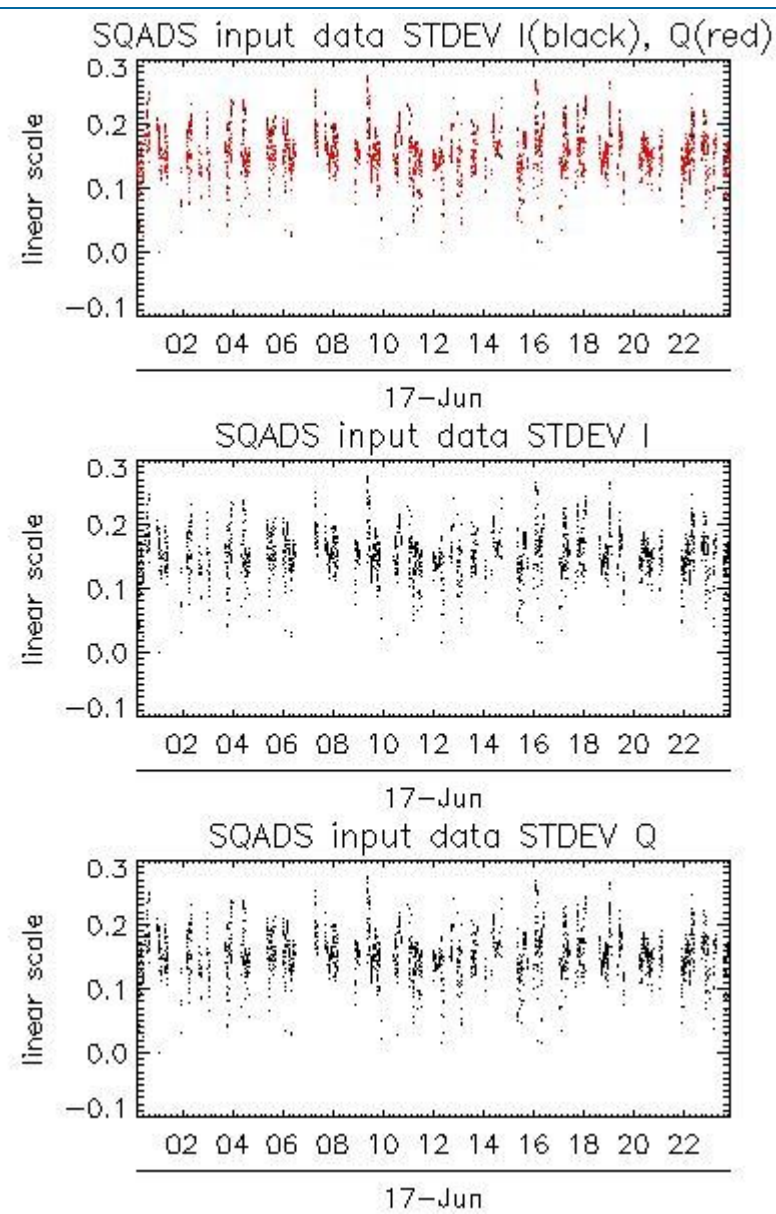 SQADS input data STDEV I(black), Q(red)
0.3
0.2
0.1
0.0
-0.1
linear scale
02 04 06 08 10 12 14 16 18 20 22
17-Jun
SQADS input data STDEV I
0.3
0.2
0.1
0.0
-0.1
linear scale
02 04 06 08 10 12 14 16 18 20 22
17-Jun
SQADS input data STDEV Q
0.3
0.2
0.1
0.0
-0.1
linear scale
02 04 06 08 10 12 14 16 18 20 22
17-Jun